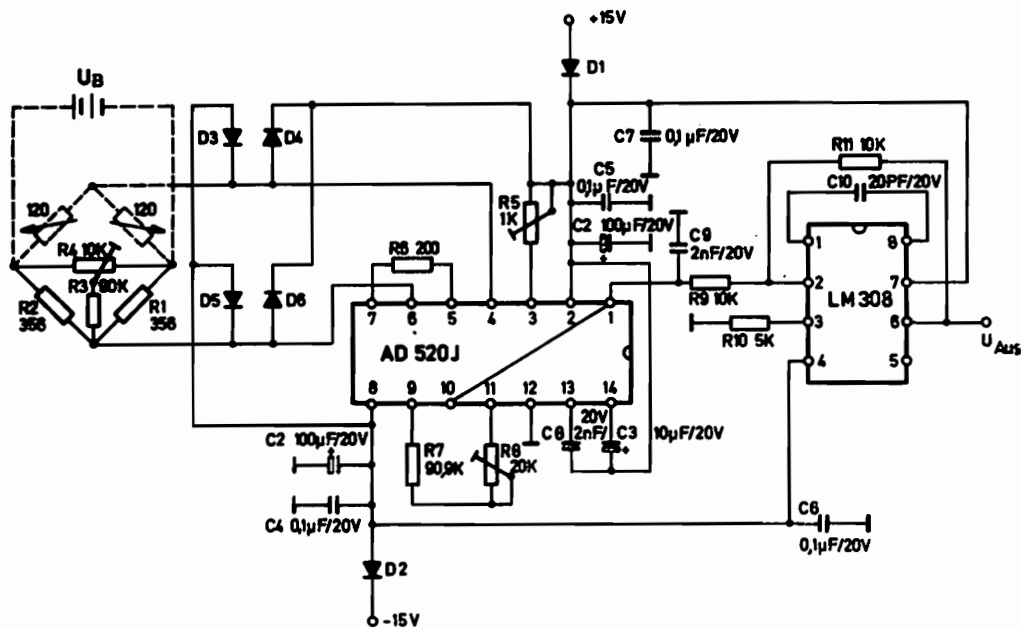 +15V
D1
UB
D3
D4
C7
0,1 µF/20V
R11 10K
C10
20PF/20V
C5
0,1µF/20V
120
120
R5
1K
C2 100µF/20V
+
C9
2nF/20V
1
8
R4 10K
R3
80K
R6 200
D5
D6
R9 10K
2
7
LM308
R2
356
R1
356
7
6
5
4
3
2
1
R10 5K
3
6
UAus
AD 520J
4
5
8
9
10
11
12
13
14
C2 100µF/20V
+
R7
90,9K
R8
20K
C8
2nF/
20V
C3
+
10µF/20V
C4
0,1µF/20V
C6
0,1µF/20V
D2
-15V